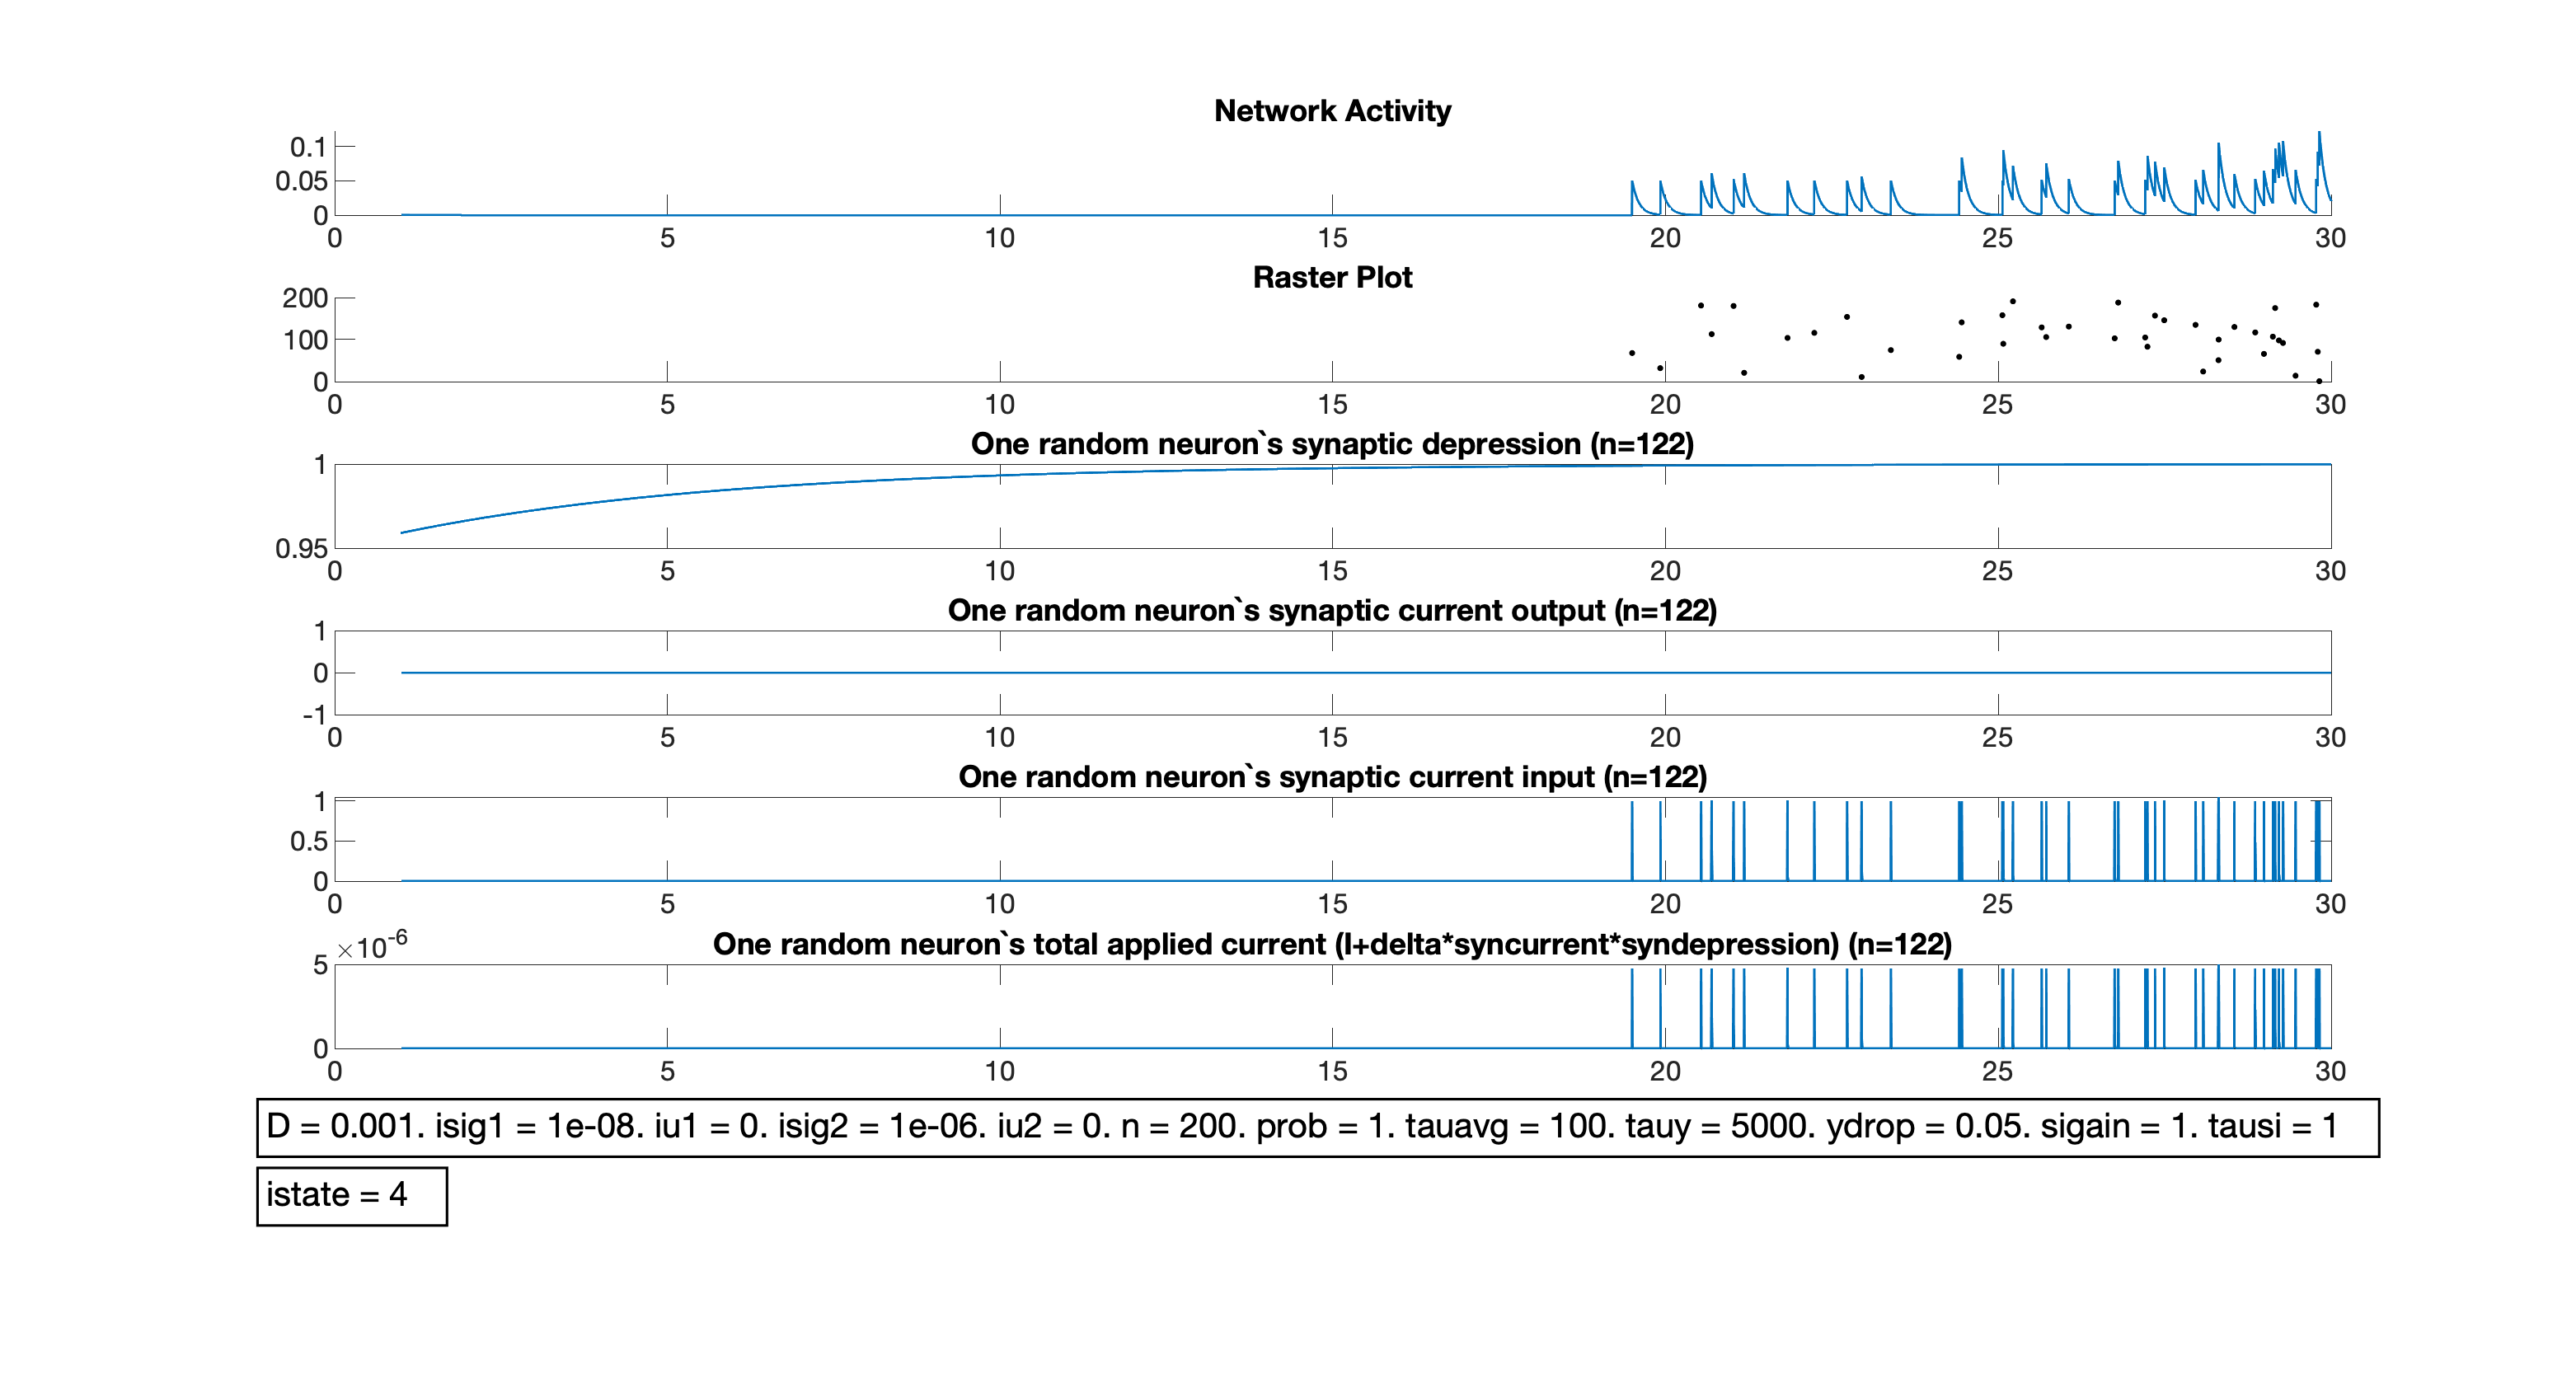 Network Activity
0.1
0.05
0
0 5 10 15 20 25 30
Raster Plot
200
100
0
0 5 10 15 20 25 30
One random neuron`s synaptic depression (n=122)
1
0.95
0 5 10 15 20 25 30
One random neuron`s synaptic current output (n=122)
1
0
-1
0 5 10 15 20 25 30
One random neuron`s synaptic current input (n=122)
1
0.5
0
0 5 10 15 20 25 30
×10⁻⁶
One random neuron`s total applied current (I+delta*syncurrent*syndepression) (n=122)
5
0
0 5 10 15 20 25 30
D = 0.001. isig1 = 1e-08. iu1 = 0. isig2 = 1e-06. iu2 = 0. n = 200. prob = 1. tauavg = 100. tauy = 5000. ydrop = 0.05. sigain = 1. tausi = 1
istate = 4